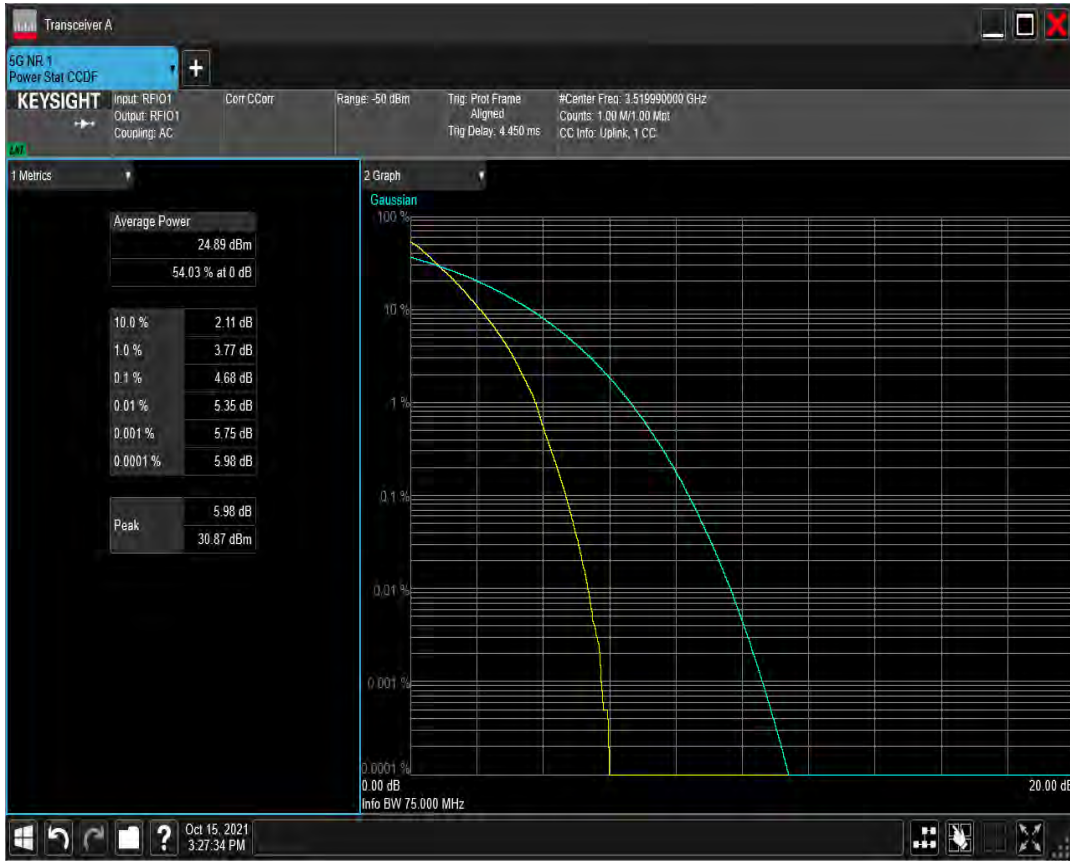 Transceiver A
5G NR 1
Power Stat CCDF
+
KEYSIGHT
Input: RFIO1
Output: RFIO1
Coupling: AC
Corr CCorr
Range: -50 dBm
Trig: Prot Frame
Aligned
Trig Delay: 4.450 ms
#Center Freq: 3.519990000 GHz
Counts: 1.00 M/1.00 Mpt
CC Info: Uplink, 1 CC
1 Metrics
Average Power
24.89 dBm
54.03 % at 0 dB
10.0 % 2.11 dB
1.0 % 3.77 dB
0.1 % 4.68 dB
0.01 % 5.35 dB
0.001 % 5.75 dB
0.0001 % 5.98 dB
Peak
5.98 dB
30.87 dBm
2 Graph
Gaussian
100 %
10 %
1 %
0.1 %
0.01 %
0.001 %
0.0001 %
0.00 dB 20.00 dB
Info BW 75.000 MHz
?
Oct 15, 2021
3:27:34 PM